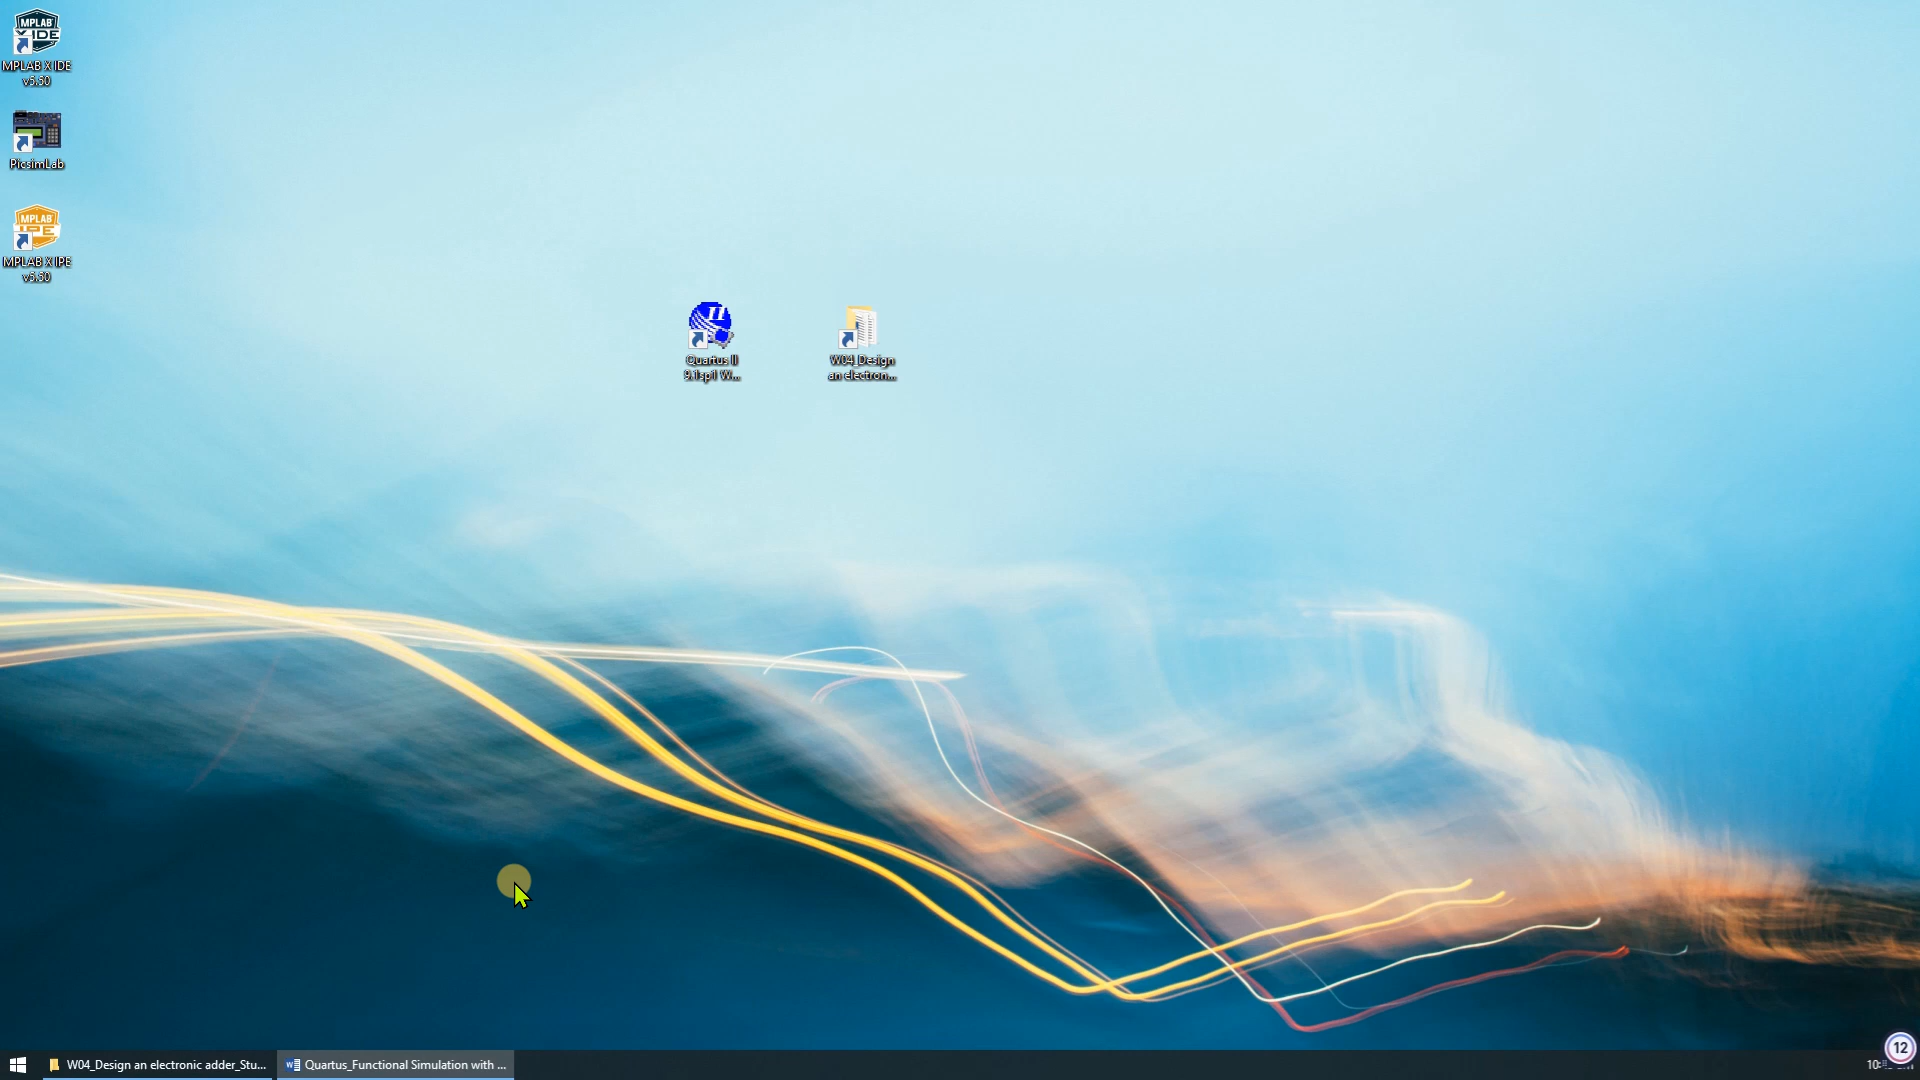 MPLAB
X IDE
MPLAB X IDE
v5.50
PicsimLab
MPLAB
IPE
MPLAB X IPE
v5.50
II
Quartus II
9.1sp1 W...
W04_Design
an electron...
W04_Design an electronic adder_Stu...
Quartus_Functional Simulation with ...
12